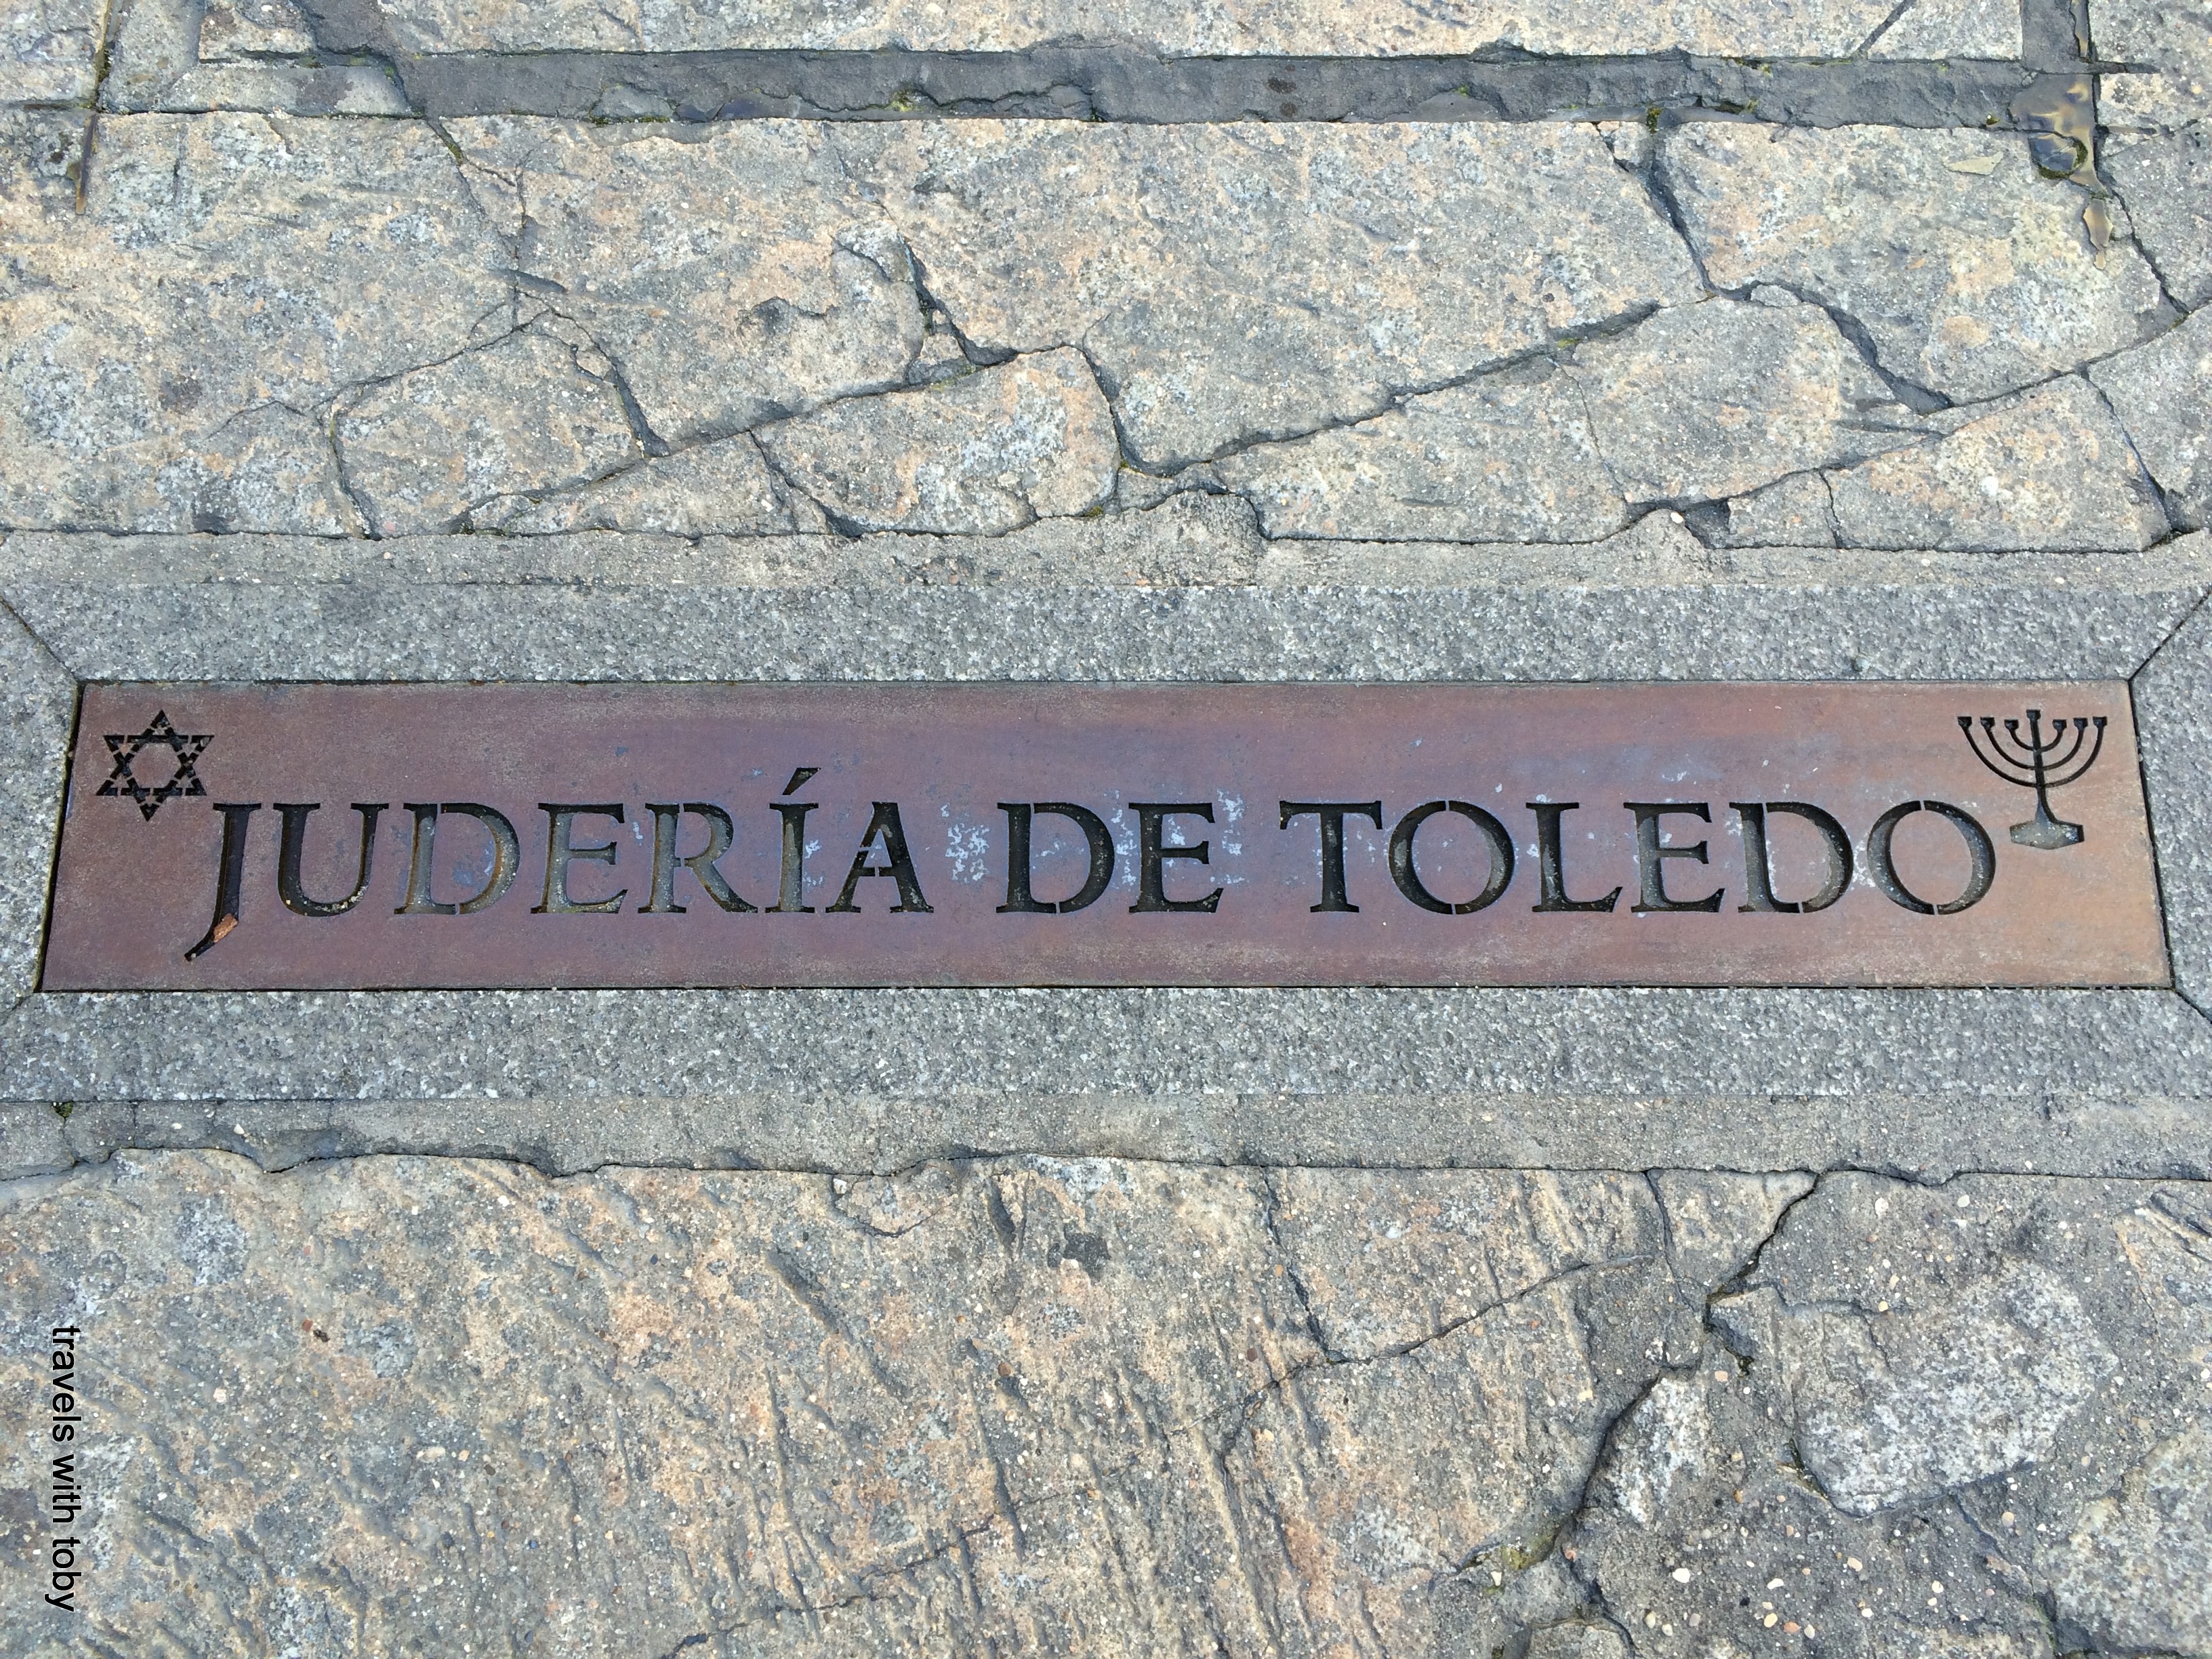 JUDERÍA DE TOLEDO
travels with toby